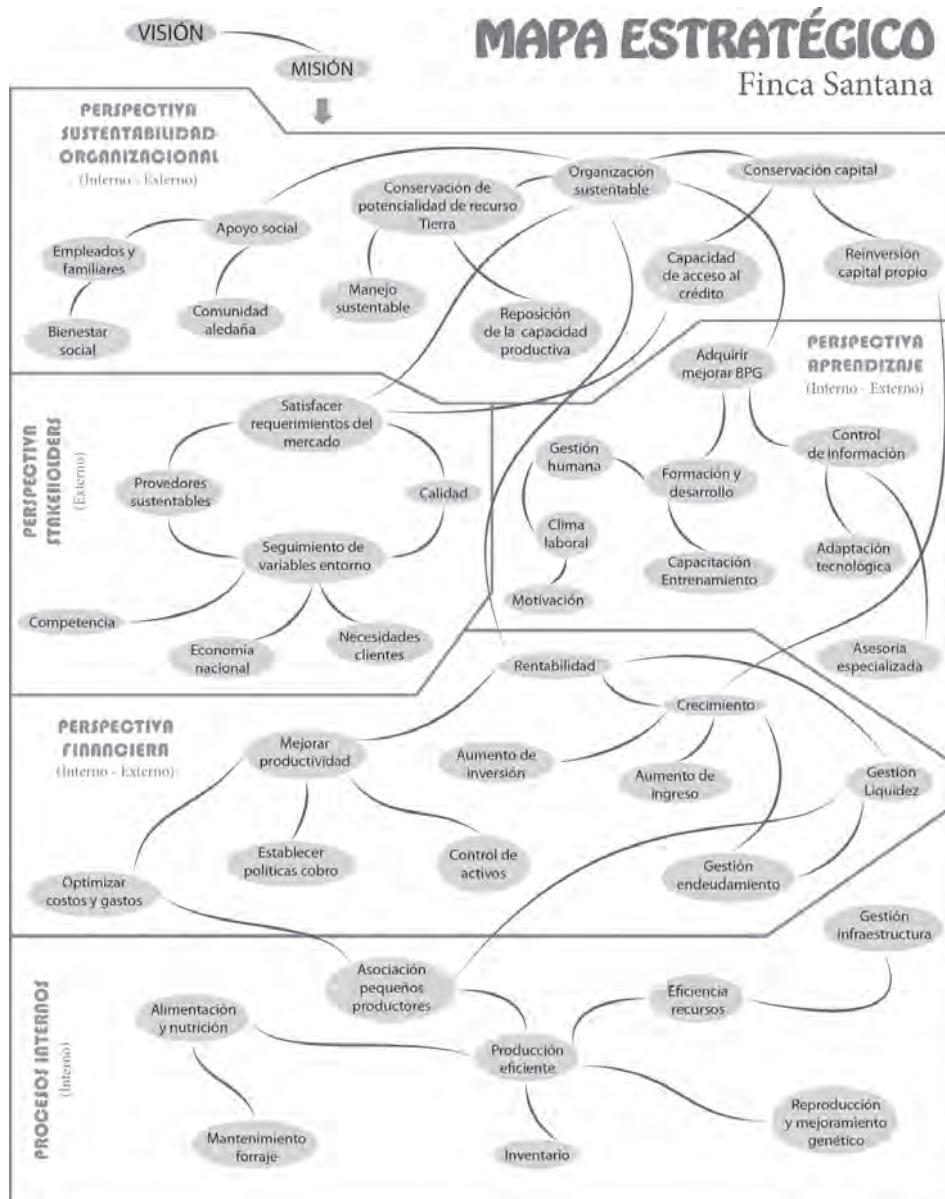 VISIÓN
MISIÓN
MAPA ESTRATÉGICO
Finca Santana
PERSPECTIVA
SUSTENTABILIDAD
ORGANIZACIONAL
(Interno - Externo)
Organización
sustentable
Conservación capital
Conservación de
potencialidad de recurso
Tierra
Apoyo social
Empleados y
familiares
Bienestar
social
Comunidad
aledaña
Manejo
sustentable
Reposición
de la capacidad
productiva
Capacidad
de acceso al
crédito
Reinversión
capital propio
PERSPECTIVA
APRENDIZAJE
(Interno - Externo)
Adquirir
mejorar BPG
Gestión
humana
Formación y
desarrollo
Control
de información
Clima
laboral
Motivación
Capacitación
Entrenamiento
Adaptación
tecnológica
Asesoría
especializada
PERSPECTIVA
STAKEHOLDERS
(Externo)
Satisfacer
requerimientos del
mercado
Provedores
sustentables
Calidad
Seguimiento de
variables entorno
Competencia
Economía
nacional
Necesidades
clientes
PERSPECTIVA
FINANCIERA
(Interno - Externo)
Rentabilidad
Crecimiento
Mejorar
productividad
Aumento de
inversión
Aumento de
ingreso
Gestión
Liquidez
Optimizar
costos y gastos
Establecer
políticas cobro
Control de
activos
Gestión
endeudamiento
PROCESOS INTERNOS
(Interno)
Gestión
infraestructura
Asociación
pequeños
productores
Eficiencia
recursos
Alimentación
y nutrición
Producción
eficiente
Mantenimiento
forraje
Inventario
Reproducción
y mejoramiento
genético